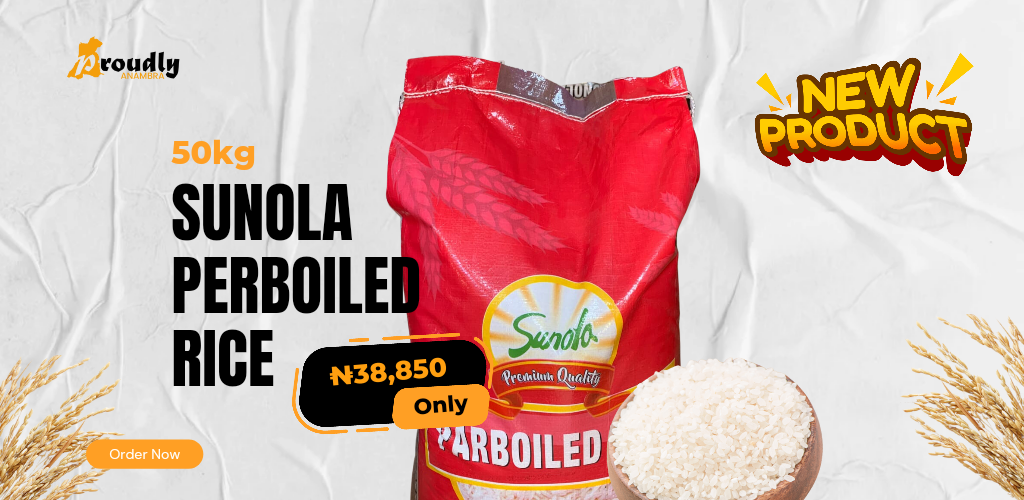 Proudly
ANAMBRA
NEW
PRODUCT
50kg
SUNOLA
PERBOILED
RICE
₦38,850
Only
Order Now
Sunola
Premium Quality
PARBOILED